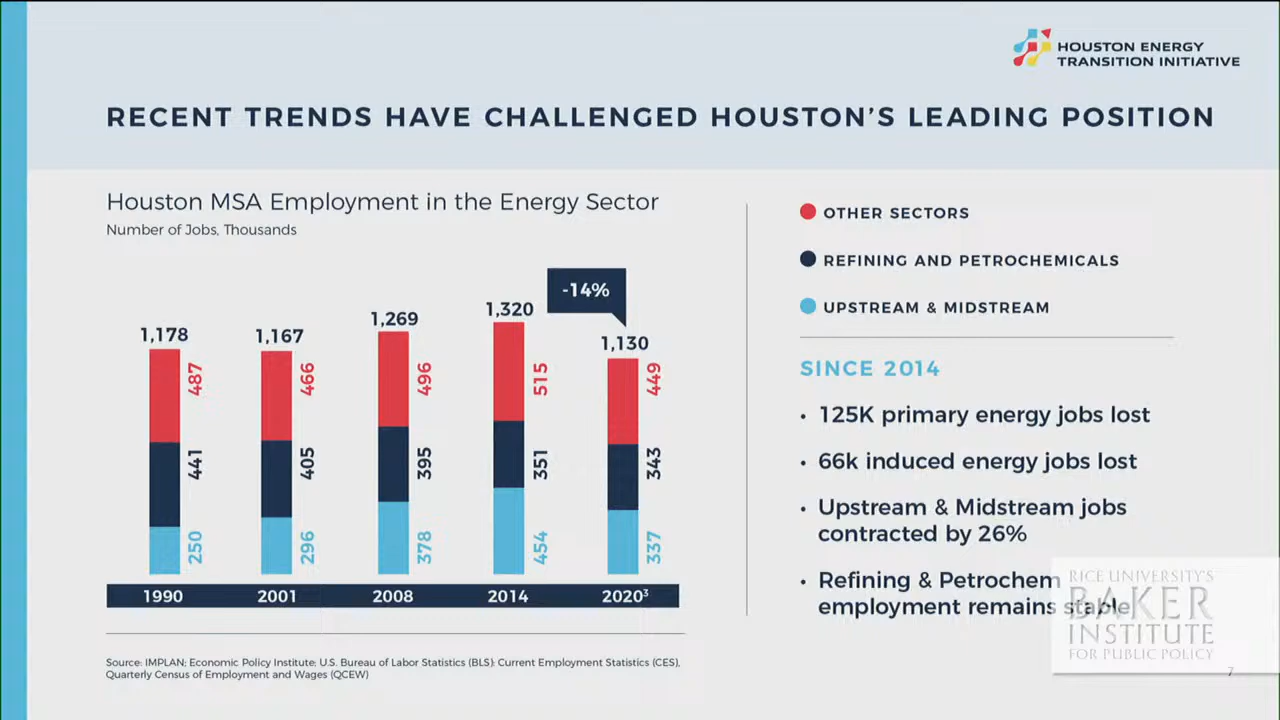 HOUSTON ENERGY
TRANSITION INITIATIVE
RECENT TRENDS HAVE CHALLENGED HOUSTON'S LEADING POSITION
Houston MSA Employment in the Energy Sector
Number of Jobs, Thousands
-14%
1,178
1,167
1,269
1,320
1,130
487
466
496
515
449
441
405
395
351
343
250
296
378
454
337
1990
2001
2008
2014
2020³
Source: IMPLAN; Economic Policy Institute; U.S. Bureau of Labor Statistics (BLS): Current Employment Statistics (CES),
Quarterly Census of Employment and Wages (QCEW)
OTHER SECTORS
REFINING AND PETROCHEMICALS
UPSTREAM & MIDSTREAM
SINCE 2014
• 125K primary energy jobs lost
• 66k induced energy jobs lost
• Upstream & Midstream jobs
contracted by 26%
• Refining & Petrochem
employment remains stable
RICE UNIVERSITY'S
BAKER
INSTITUTE
FOR PUBLIC POLICY
7